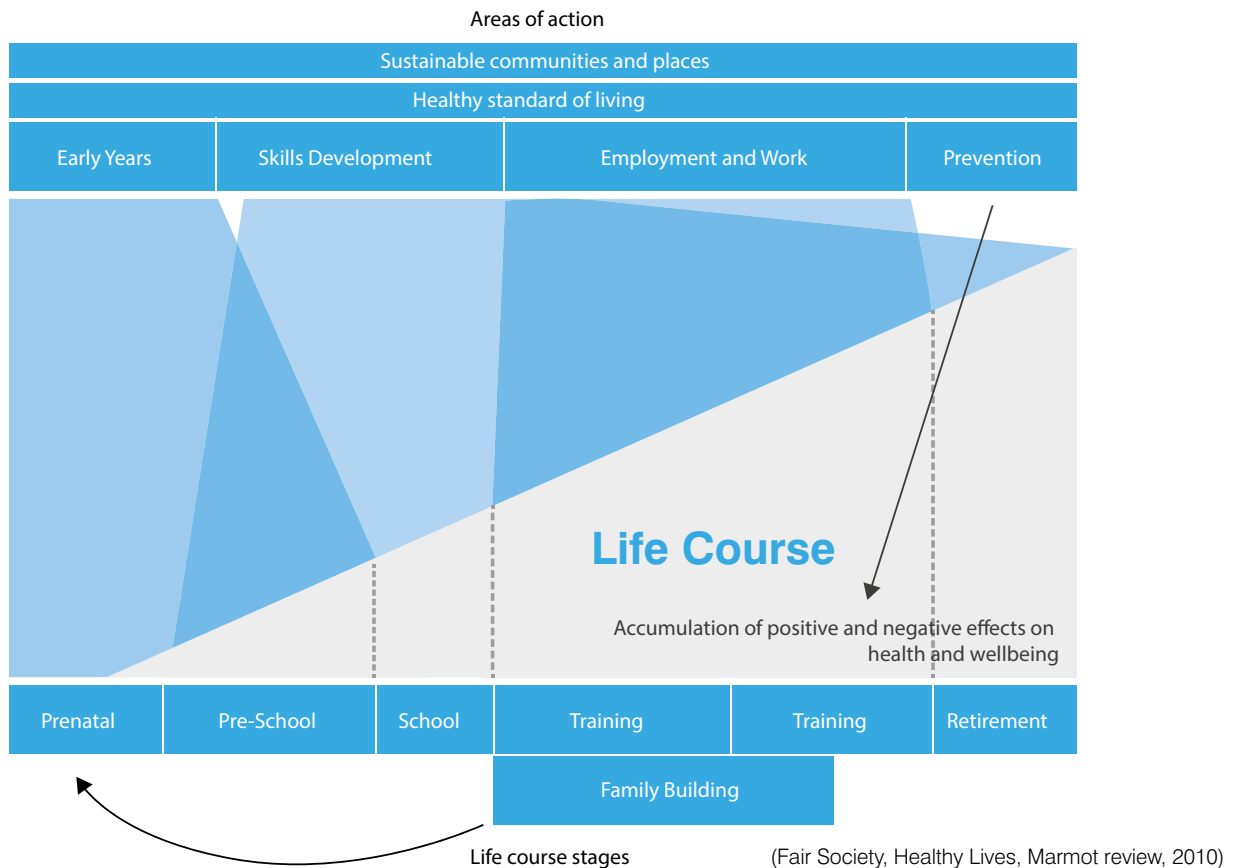 Areas of action
Sustainable communities and places
Healthy standard of living
Early Years
Skills Development
Employment and Work
Prevention
Life Course
Accumulation of positive and negative effects on
health and wellbeing
Prenatal
Pre-School
School
Training
Training
Retirement
Family Building
Life course stages
(Fair Society, Healthy Lives, Marmot review, 2010)